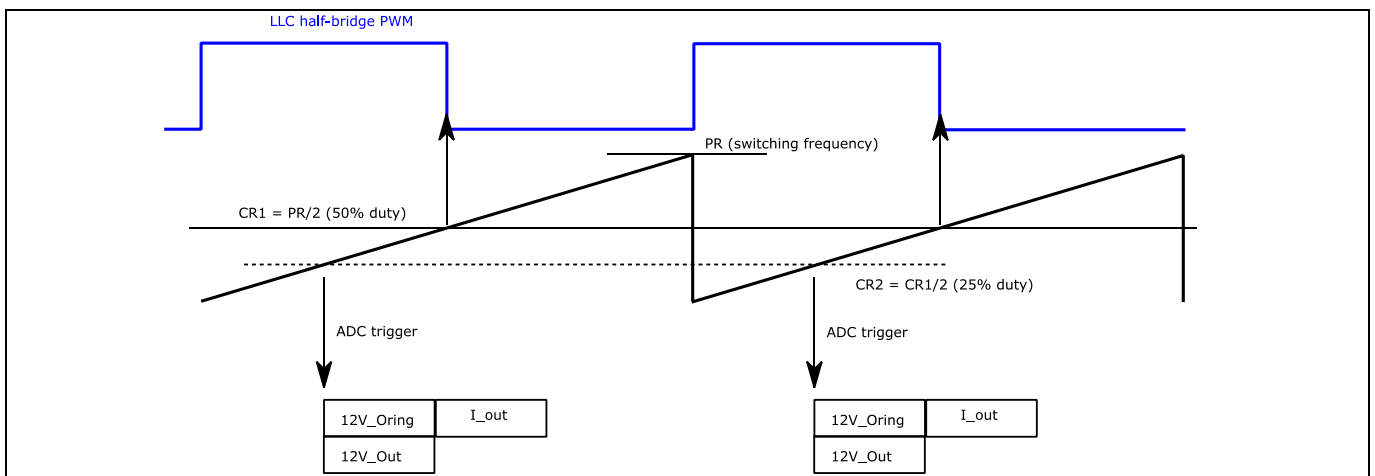 LLC half-bridge PWM
PR (switching frequency)
CR1 = PR/2 (50% duty)
CR2 = CR1/2 (25% duty)
ADC trigger
ADC trigger
12V_Oring
I_out
12V_Out
12V_Oring
I_out
12V_Out